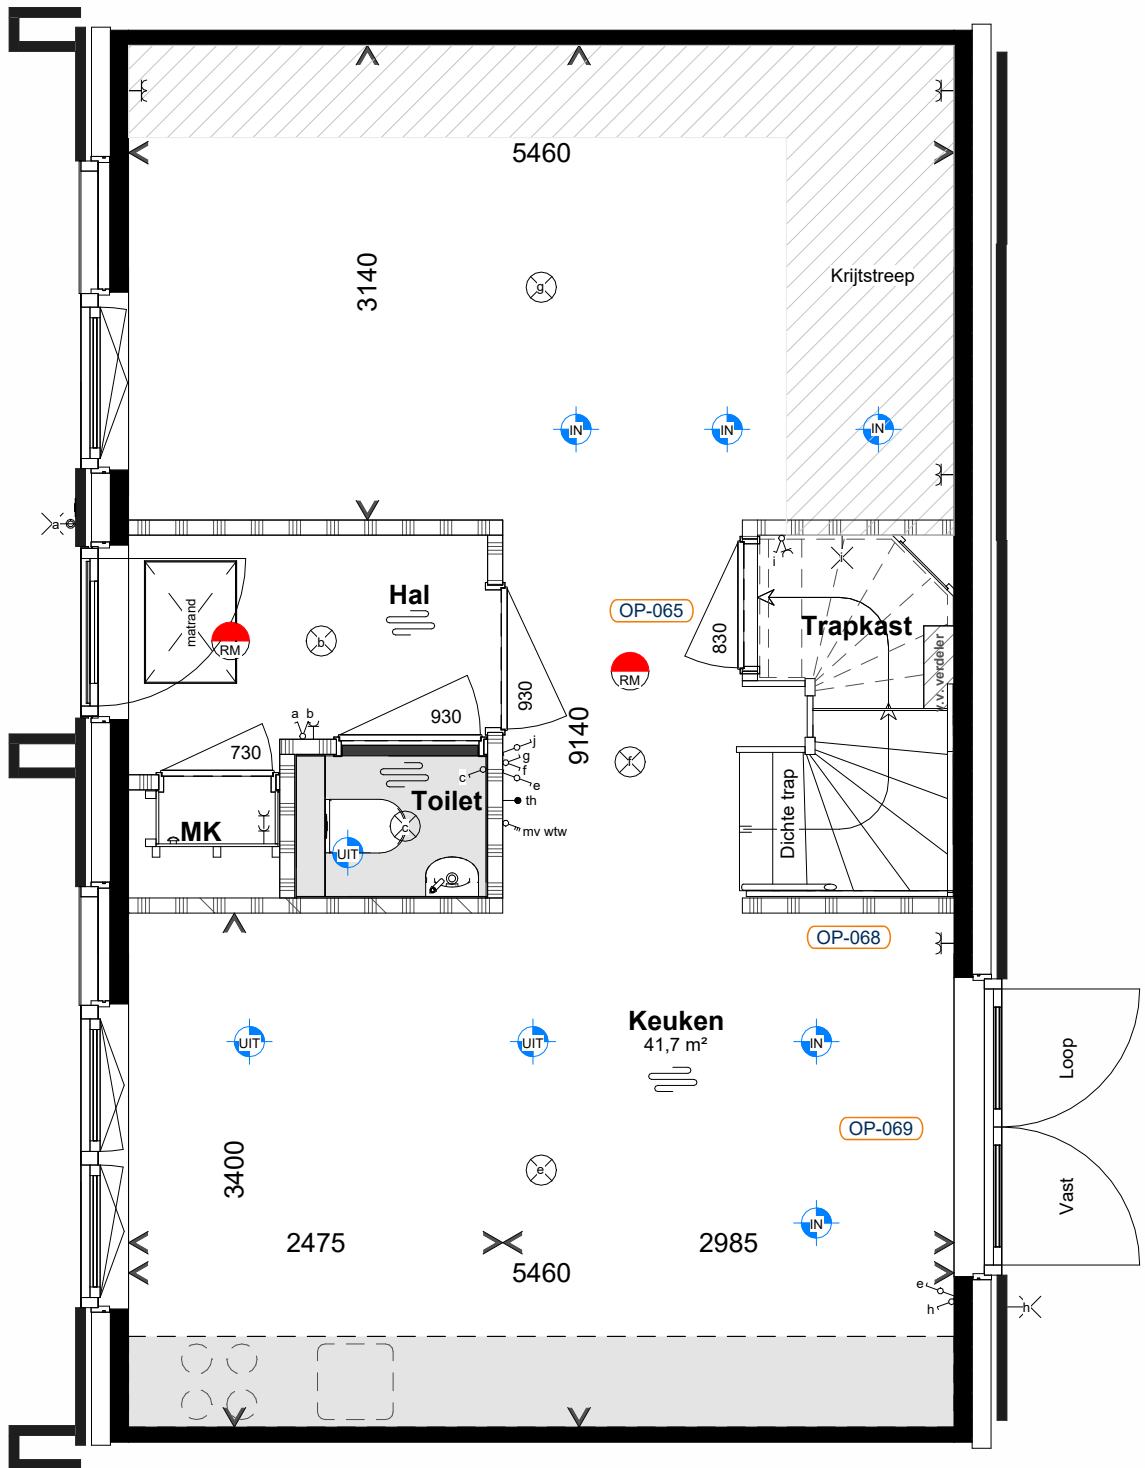 5460
3140
g
Krijtstreep
IN
IN
IN
a
Hal
matrand
RM
b
OP-065
830
i
i
Trapkast
v.v. verdeler
RM
930
930
730
a b
9140
j
g
f
e
c
th
mv wtw
f
Toilet
c
UIT
MK
Dichte trap
OP-068
UIT
UIT
Keuken
41,7 m²
IN
Loop
OP-069
3400
e
Vast
IN
2475
2985
5460
e
h
h